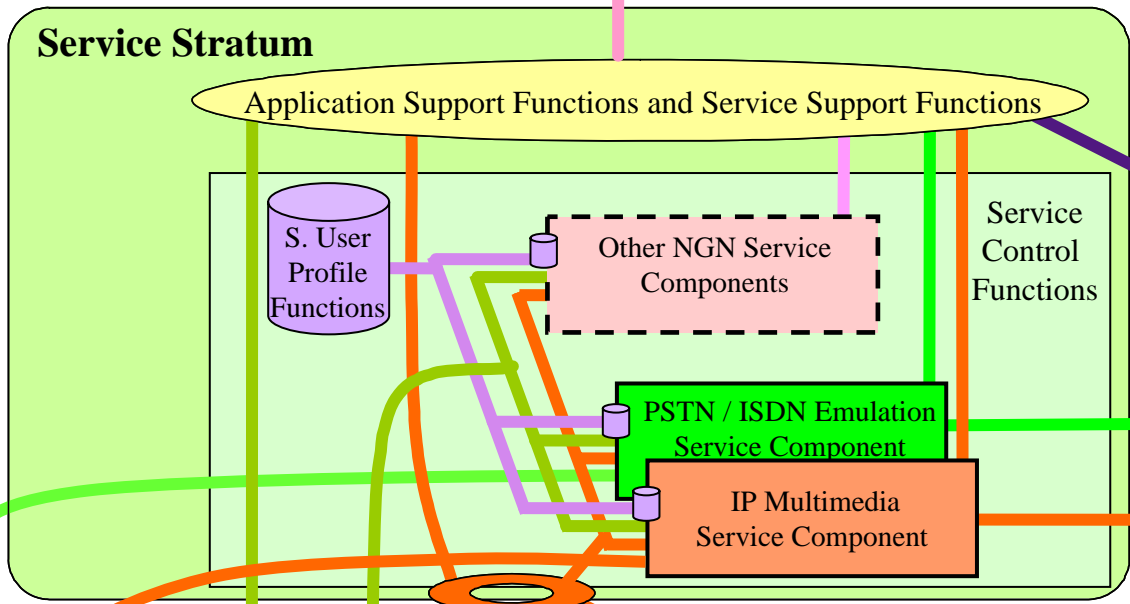 Service Stratum
Application Support Functions and Service Support Functions
S. User
Profile
Functions
Other NGN Service
Components
Service
Control
Functions
PSTN / ISDN Emulation
Service Component
IP Multimedia
Service Component